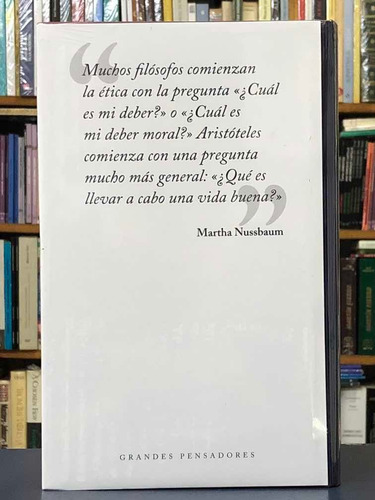 “
Muchos filósofos comienzan
la ética con la pregunta «¿Cuál
es mi deber?» o «¿Cuál es
mi deber moral?» Aristóteles
comienza con una pregunta
mucho más general: «¿Qué es
llevar a cabo una vida buena?»
”
Martha Nussbaum
GRANDES PENSADORES